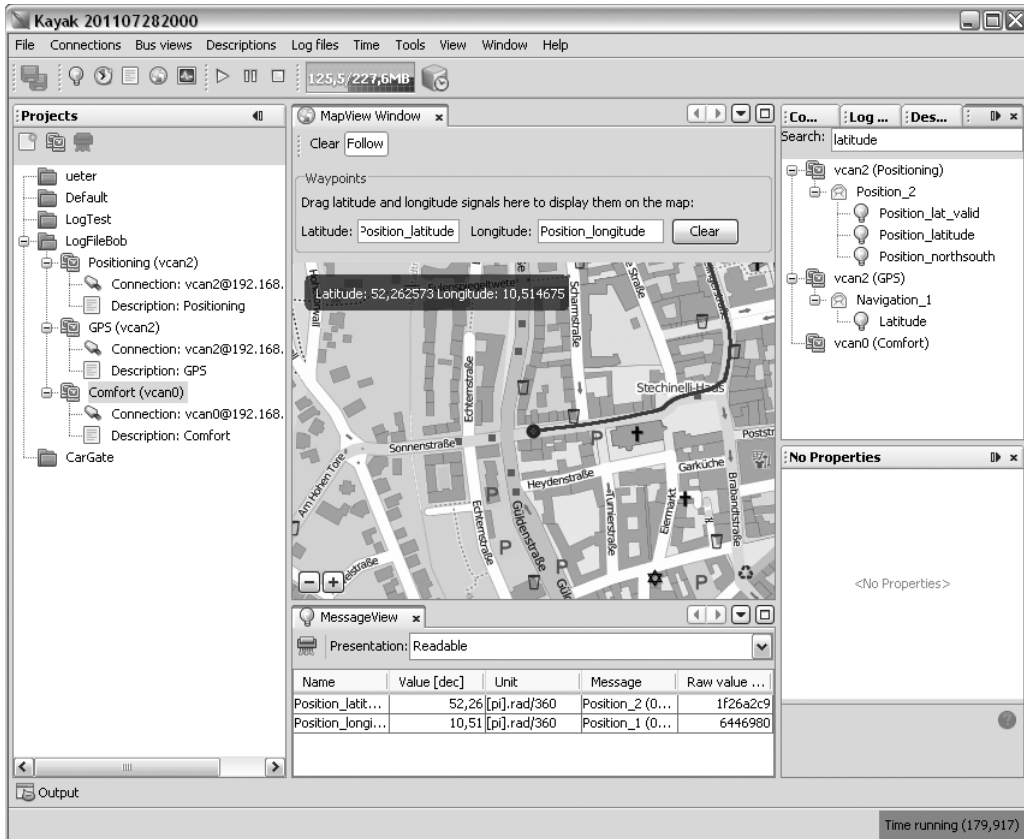 Kayak 201107282000
File Connections Bus views Descriptions Log files Time Tools View Window Help
125,5/227,6MB
Projects
ueter
Default
LogTest
LogFileBob
Positioning (vcan2)
Connection: vcan2@192.168.
Description: Positioning
GPS (vcan2)
Connection: vcan2@192.168.
Description: GPS
Comfort (vcan0)
Connection: vcan0@192.168.
Description: Comfort
CarGate
MapView Window
Clear Follow
Waypoints
Drag latitude and longitude signals here to display them on the map:
Latitude: Position_latitude Longitude: Position_longitude Clear
Latitude: 52,262573 Longitude: 10,514675
Eulenspiegeltwete
Scharrnstraße
Echternstraße
Stechinelli-Haus
Sonnenstraße
Poststr
Am Hohen Tore
Heydenstraße
Garküche
Echternstraße
Güldenstraße
Turnierstraße
Eiermarkt
Brabandtstraße
P
P
P
P
P
MessageView
Presentation: Readable
Name Value [dec] Unit Message Raw value ...
Position_latit... 52,26 [pi].rad/360 Position_2 (0... 1f26a2c9
Position_longi... 10,51 [pi].rad/360 Position_1 (0... 6446980
Co... Log ... Des...
Search: latitude
vcan2 (Positioning)
Position_2
Position_lat_valid
Position_latitude
Position_northsouth
vcan2 (GPS)
Navigation_1
Latitude
vcan0 (Comfort)
No Properties
<No Properties>
Output
Time running (179,917)